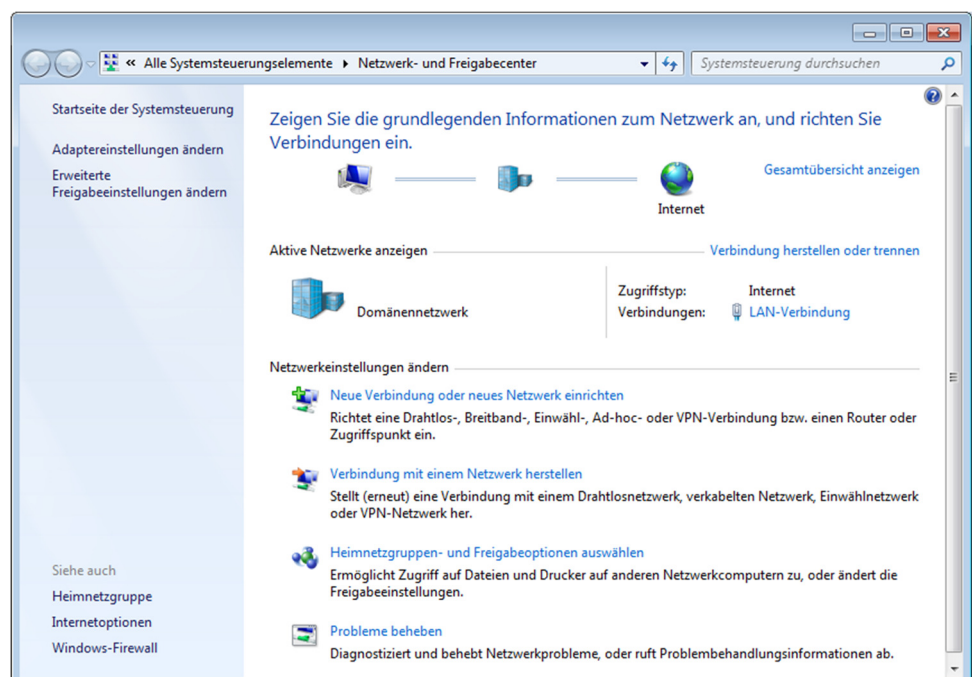 « Alle Systemsteuerungselemente ▸ Netzwerk- und Freigabecenter
Systemsteuerung durchsuchen
Startseite der Systemsteuerung
Adaptereinstellungen ändern
Erweiterte
Freigabeeinstellungen ändern
Siehe auch
Heimnetzgruppe
Internetoptionen
Windows-Firewall
Zeigen Sie die grundlegenden Informationen zum Netzwerk an, und richten Sie
Verbindungen ein.
Gesamtübersicht anzeigen
Internet
Aktive Netzwerke anzeigen
Verbindung herstellen oder trennen
Domänennetzwerk
Zugriffstyp: Internet
Verbindungen: LAN-Verbindung
Netzwerkeinstellungen ändern
Neue Verbindung oder neues Netzwerk einrichten
Richtet eine Drahtlos-, Breitband-, Einwähl-, Ad-hoc- oder VPN-Verbindung bzw. einen Router oder
Zugriffspunkt ein.
Verbindung mit einem Netzwerk herstellen
Stellt (erneut) eine Verbindung mit einem Drahtlosnetzwerk, verkabelten Netzwerk, Einwählnetzwerk
oder VPN-Netzwerk her.
Heimnetzgruppen- und Freigabeoptionen auswählen
Ermöglicht Zugriff auf Dateien und Drucker auf anderen Netzwerkcomputern zu, oder ändert die
Freigabeeinstellungen.
Probleme beheben
Diagnostiziert und behebt Netzwerkprobleme, oder ruft Problembehandlungsinformationen ab.